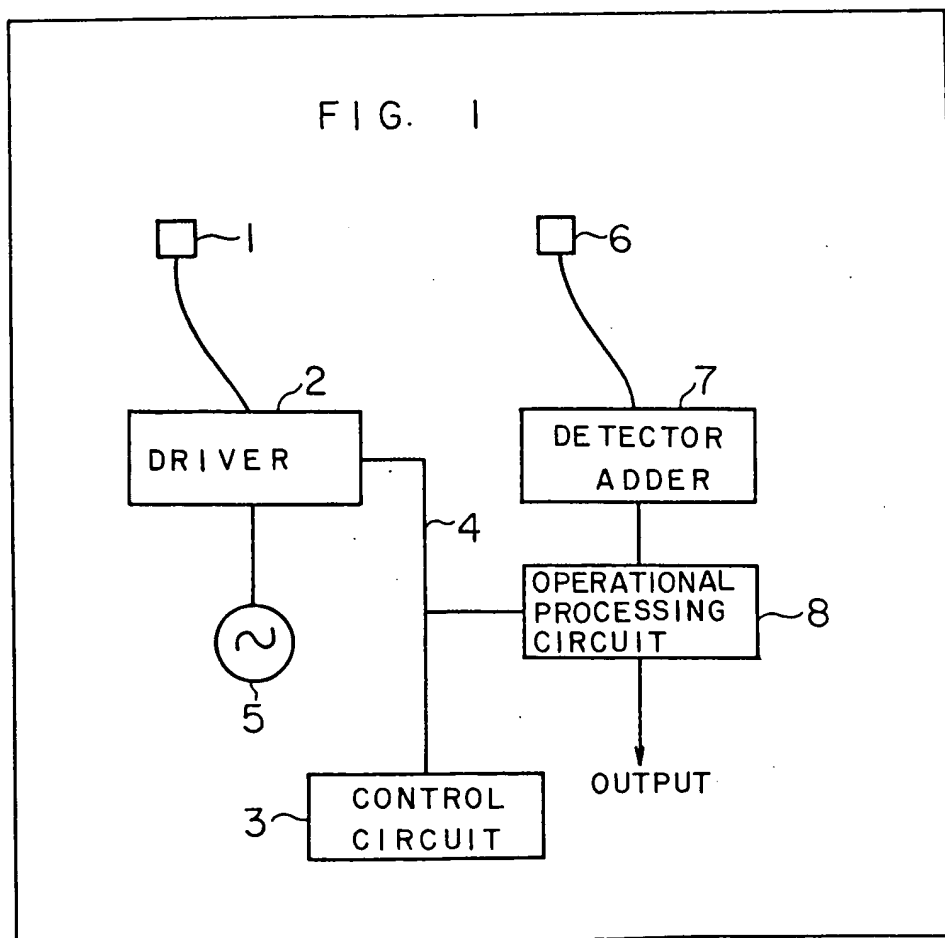 FIG. 1
1
6
2
7
DRIVER
DETECTOR
ADDER
4
OPERATIONAL
PROCESSING
CIRCUIT
8
5
OUTPUT
3
CONTROL
CIRCUIT